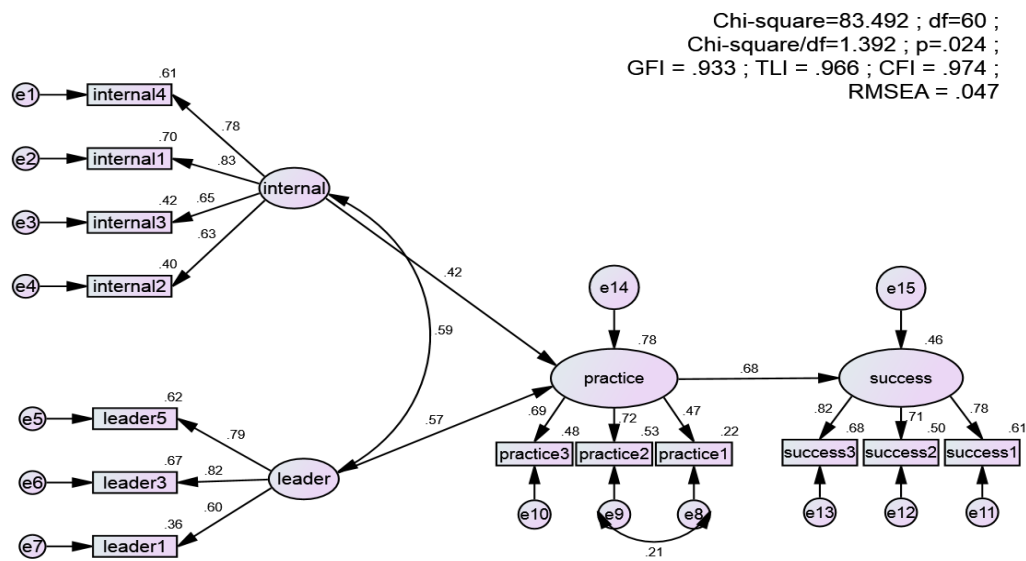 Chi-square=83.492 ; df=60 ;
Chi-square/df=1.392 ; p=.024 ;
GFI = .933 ; TLI = .966 ; CFI = .974 ;
RMSEA = .047
.61
e1 internal4
.78
.70
e2 internal1
.83
internal
.42
.65
e3 internal3
.63
.40
e4 internal2
.42
.59
e14
e15
.78
.46
practice
.68
success
.62
e5 leader5
.79
.57
.67
e6 leader3
.82
leader
.60
.36
e7 leader1
.69
.72
.47
.48
.53
.22
practice3 practice2 practice1
e10 e9 e8
.21
.82
.71
.78
.68
.50
.61
success3 success2 success1
e13 e12 e11